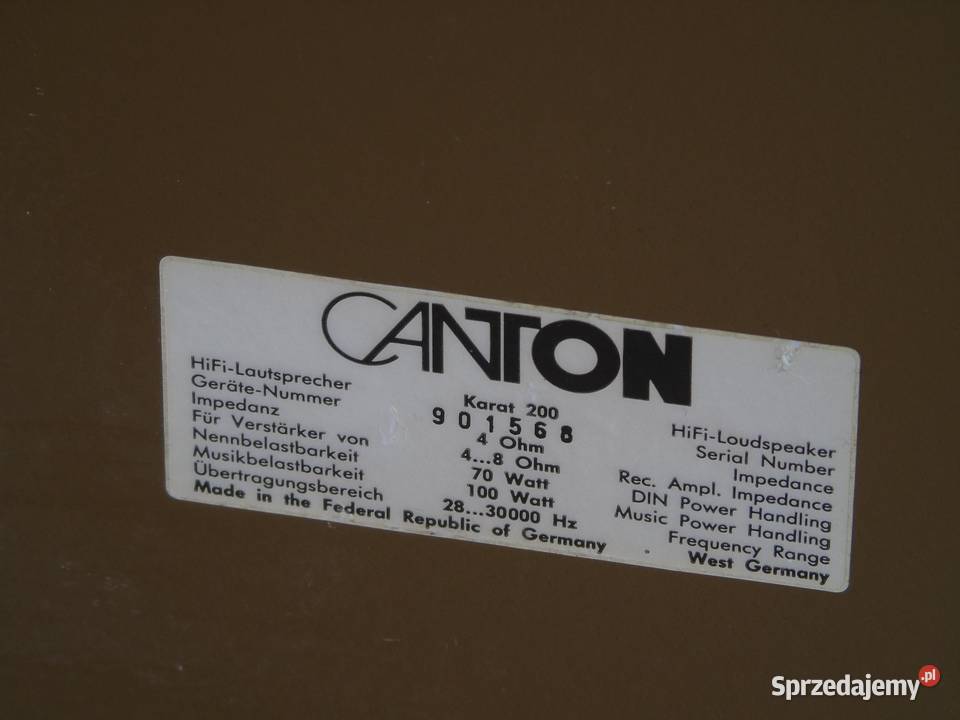 CANTON
HiFi-Lautsprecher Karat 200 HiFi-Loudspeaker
Geräte-Nummer 901568 Serial Number
Impedanz 4 Ohm Impedance
Für Verstärker von 4...8 Ohm Rec. Ampl. Impedance
Nennbelastbarkeit 70 Watt DIN Power Handling
Musikbelastbarkeit 100 Watt Music Power Handling
Übertragungsbereich 28...30000 Hz Frequency Range
Made in the Federal Republic of Germany . West Germany
Sprzedajemy.pl